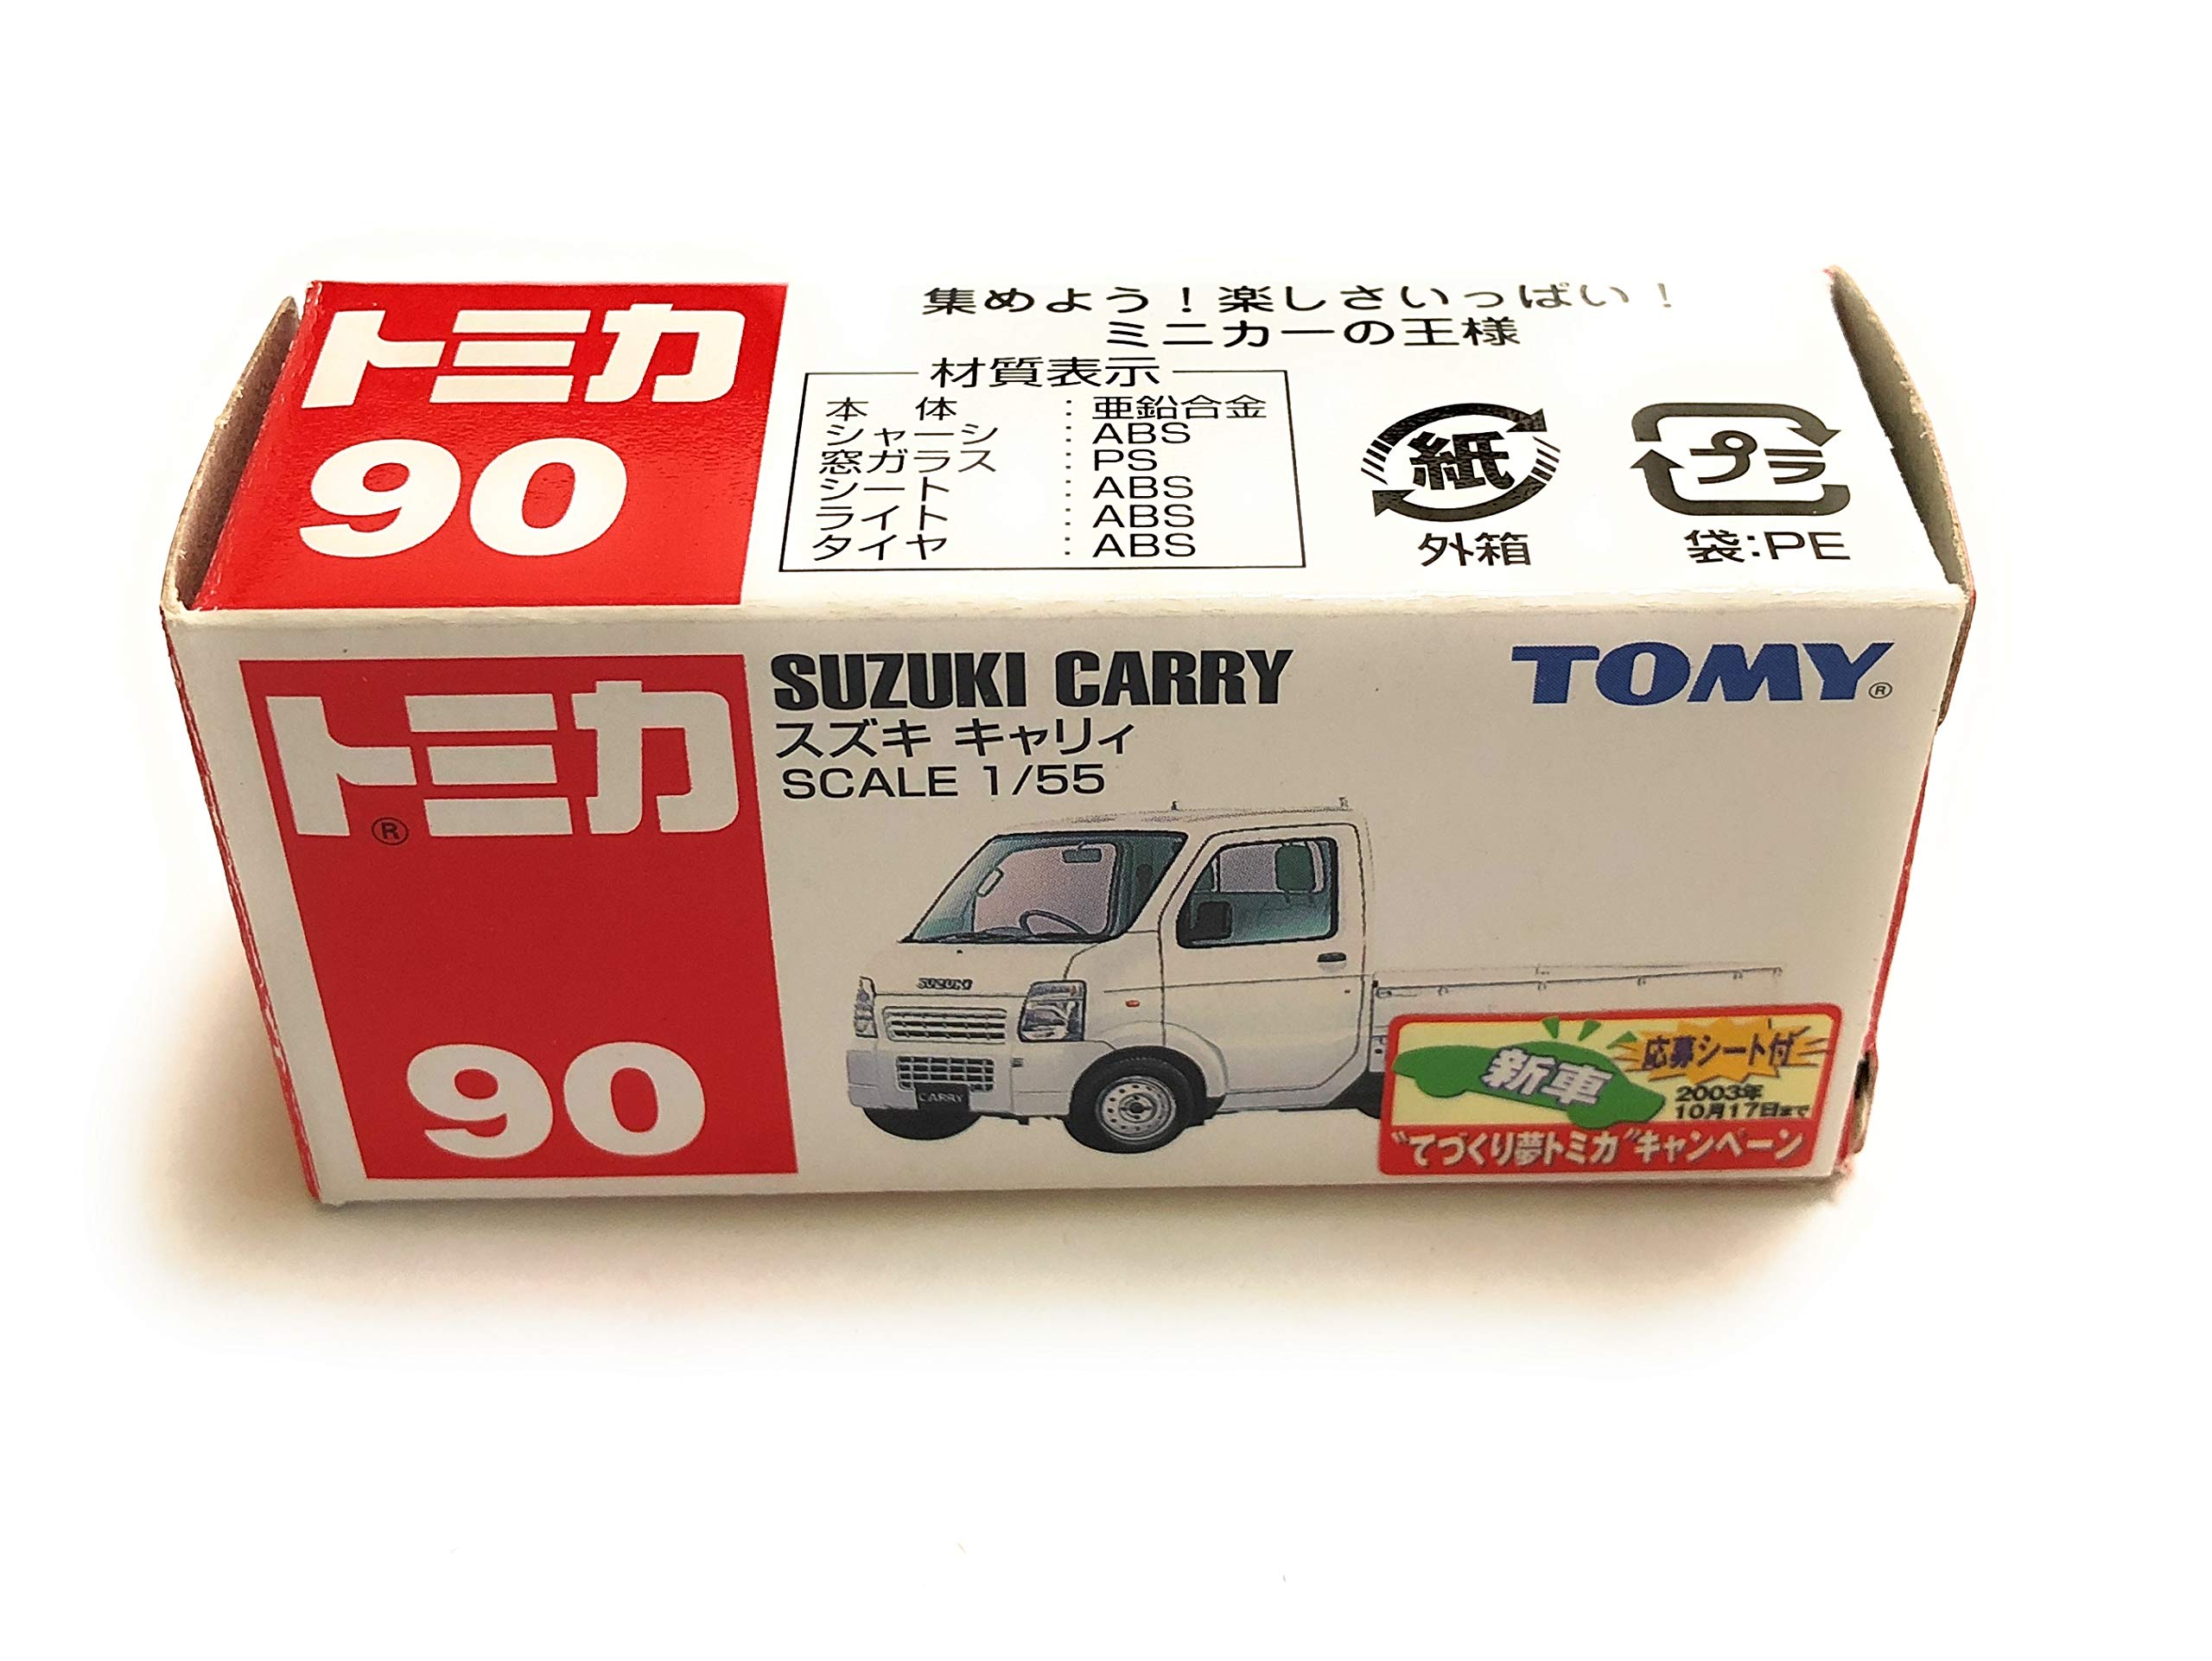 トミカ
90
集めよう！楽しさいっぱい！
ミニカーの王様
材質表示
本 体 : 亜鉛合金
シャーシ : ABS
窓ガラス : PS
シート : ABS
ライト : ABS
タイヤ : ABS
紙
外箱
プラ
袋:PE
トミカ®
90
SUZUKI CARRY
スズキ キャリィ
SCALE 1/55
TOMY®
SUZUKI
CARRY
新車
応募シート付
2003年
10月17日まで
"てづくり夢トミカ"キャンペーン